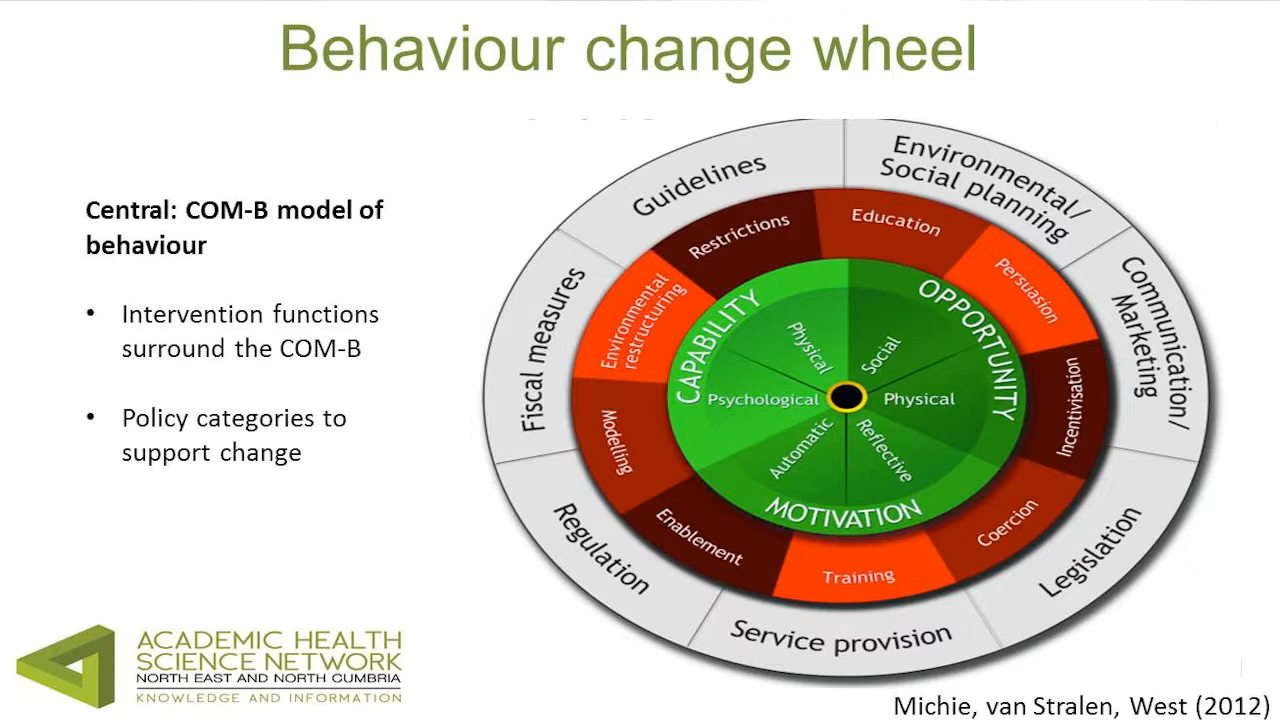 Behaviour change wheel
Central: COM-B model of
behaviour
• Intervention functions
surround the COM-B
• Policy categories to
support change
Guidelines
Environmental/
Social planning
Communication/
Marketing
Legislation
Service provision
Regulation
Fiscal measures
Restrictions
Education
Persuasion
Incentivisation
Coercion
Training
Enablement
Modelling
Environmental
restructuring
CAPABILITY
OPPORTUNITY
MOTIVATION
Physical
Social
Psychological
Physical
Automatic
Reflective
ACADEMIC HEALTH
SCIENCE NETWORK
NORTH EAST AND NORTH CUMBRIA
KNOWLEDGE AND INFORMATION
Michie, van Stralen, West (2012)